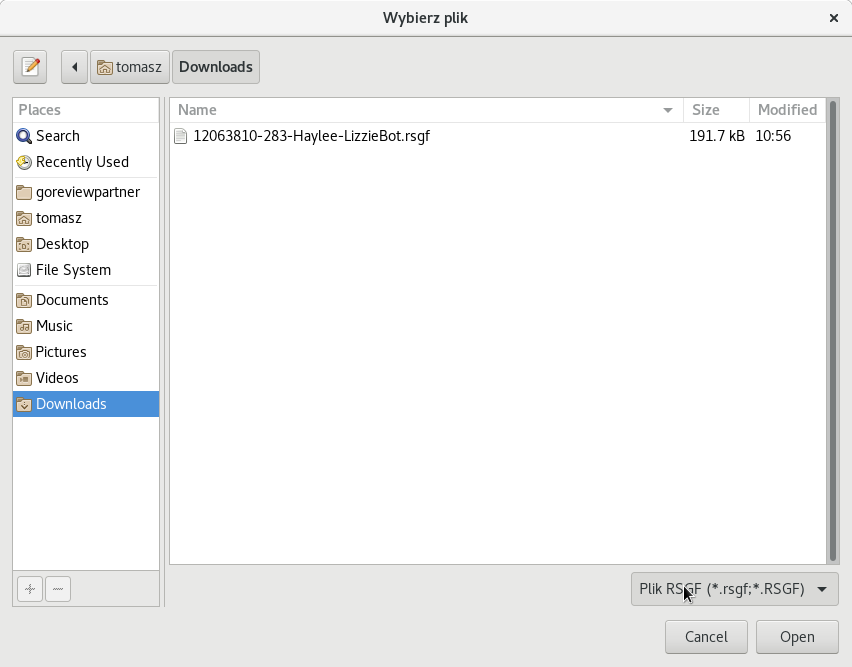 Wybierz plik
tomasz Downloads
Places
Search
Recently Used
goreviewpartner
tomasz
Desktop
File System
Documents
Music
Pictures
Videos
Downloads
Name Size Modified
12063810-283-Haylee-LizzieBot.rsgf 191.7 kB 10:56
Plik RSGF (*.rsgf;*.RSGF)
Cancel Open